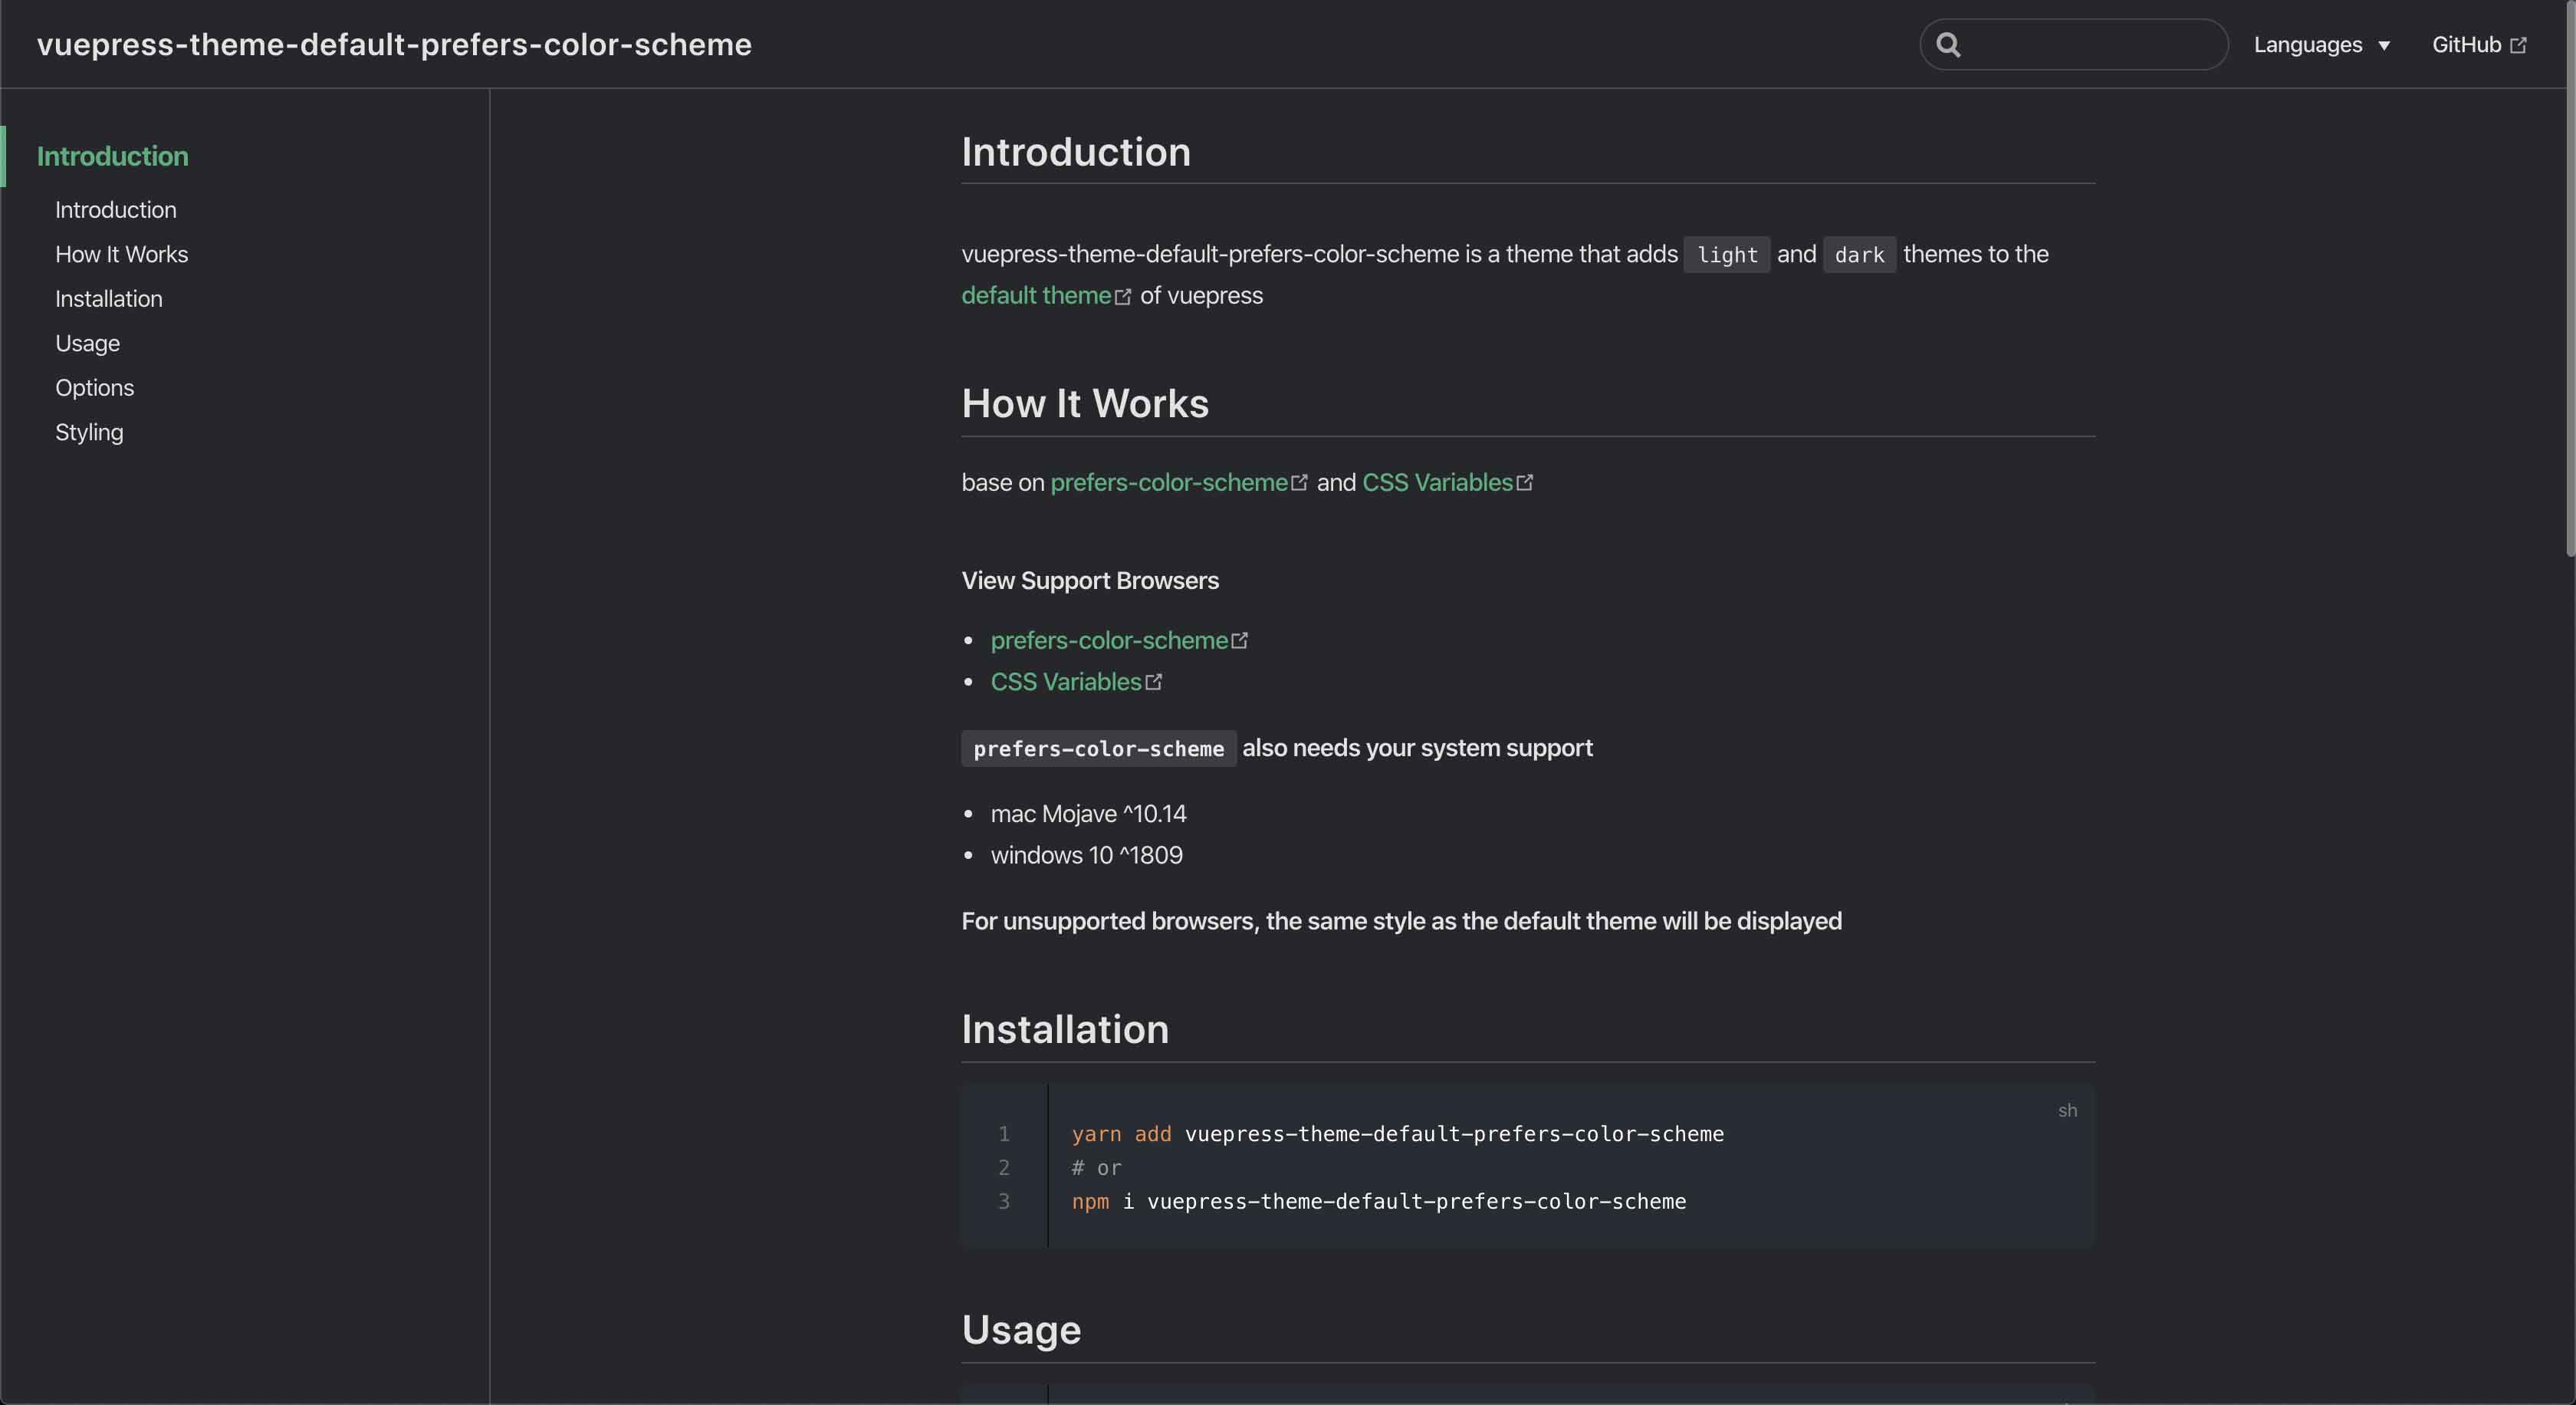 vuepress-theme-default-prefers-color-scheme
Languages
GitHub
Introduction
Introduction
How It Works
Installation
Usage
Options
Styling
Introduction
vuepress-theme-default-prefers-color-scheme is a theme that adds light and dark themes to the
default theme of vuepress
How It Works
base on prefers-color-scheme and CSS Variables
View Support Browsers
• prefers-color-scheme
• CSS Variables
prefers-color-scheme also needs your system support
• mac Mojave ^10.14
• windows 10 ^1809
For unsupported browsers, the same style as the default theme will be displayed
Installation
sh
1 yarn add vuepress-theme-default-prefers-color-scheme
2 # or
3 npm i vuepress-theme-default-prefers-color-scheme
Usage